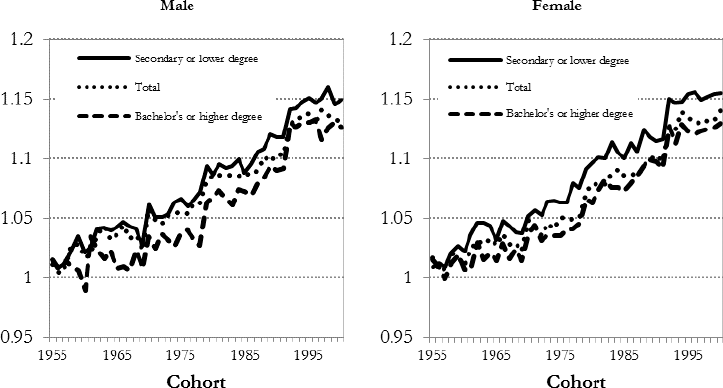 Male
1.2
1.15
1.1
1.05
1
0.95
Secondary or lower degree
Total
Bachelor's or higher degree
1955 1965 1975 1985 1995
Cohort
Female
1.2
1.15
1.1
1.05
1
0.95
Secondary or lower degree
Total
Bachelor's or higher degree
1955 1965 1975 1985 1995
Cohort